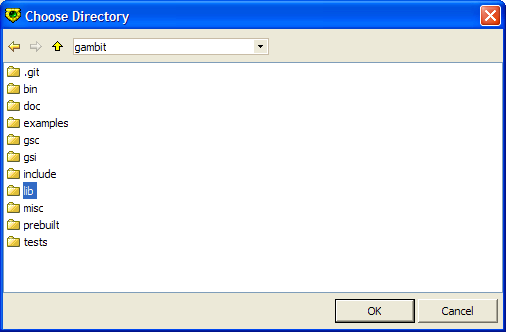 Choose Directory
gambit
.git
bin
doc
examples
gsc
gsi
include
lib
misc
prebuilt
tests
OK Cancel